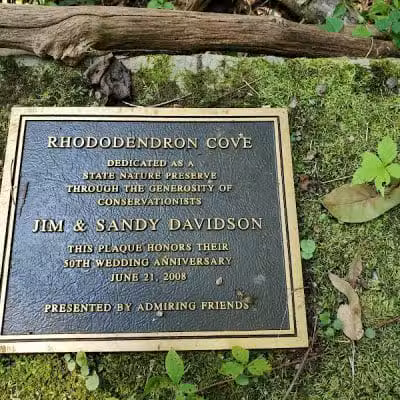 RHODODENDRON COVE
DEDICATED AS A
STATE NATURE PRESERVE
THROUGH THE GENEROSITY OF
CONSERVATIONISTS
JIM & SANDY DAVIDSON
THIS PLAQUE HONORS THEIR
50TH WEDDING ANNIVERSARY
JUNE 21, 2008
PRESENTED BY ADMIRING FRIENDS